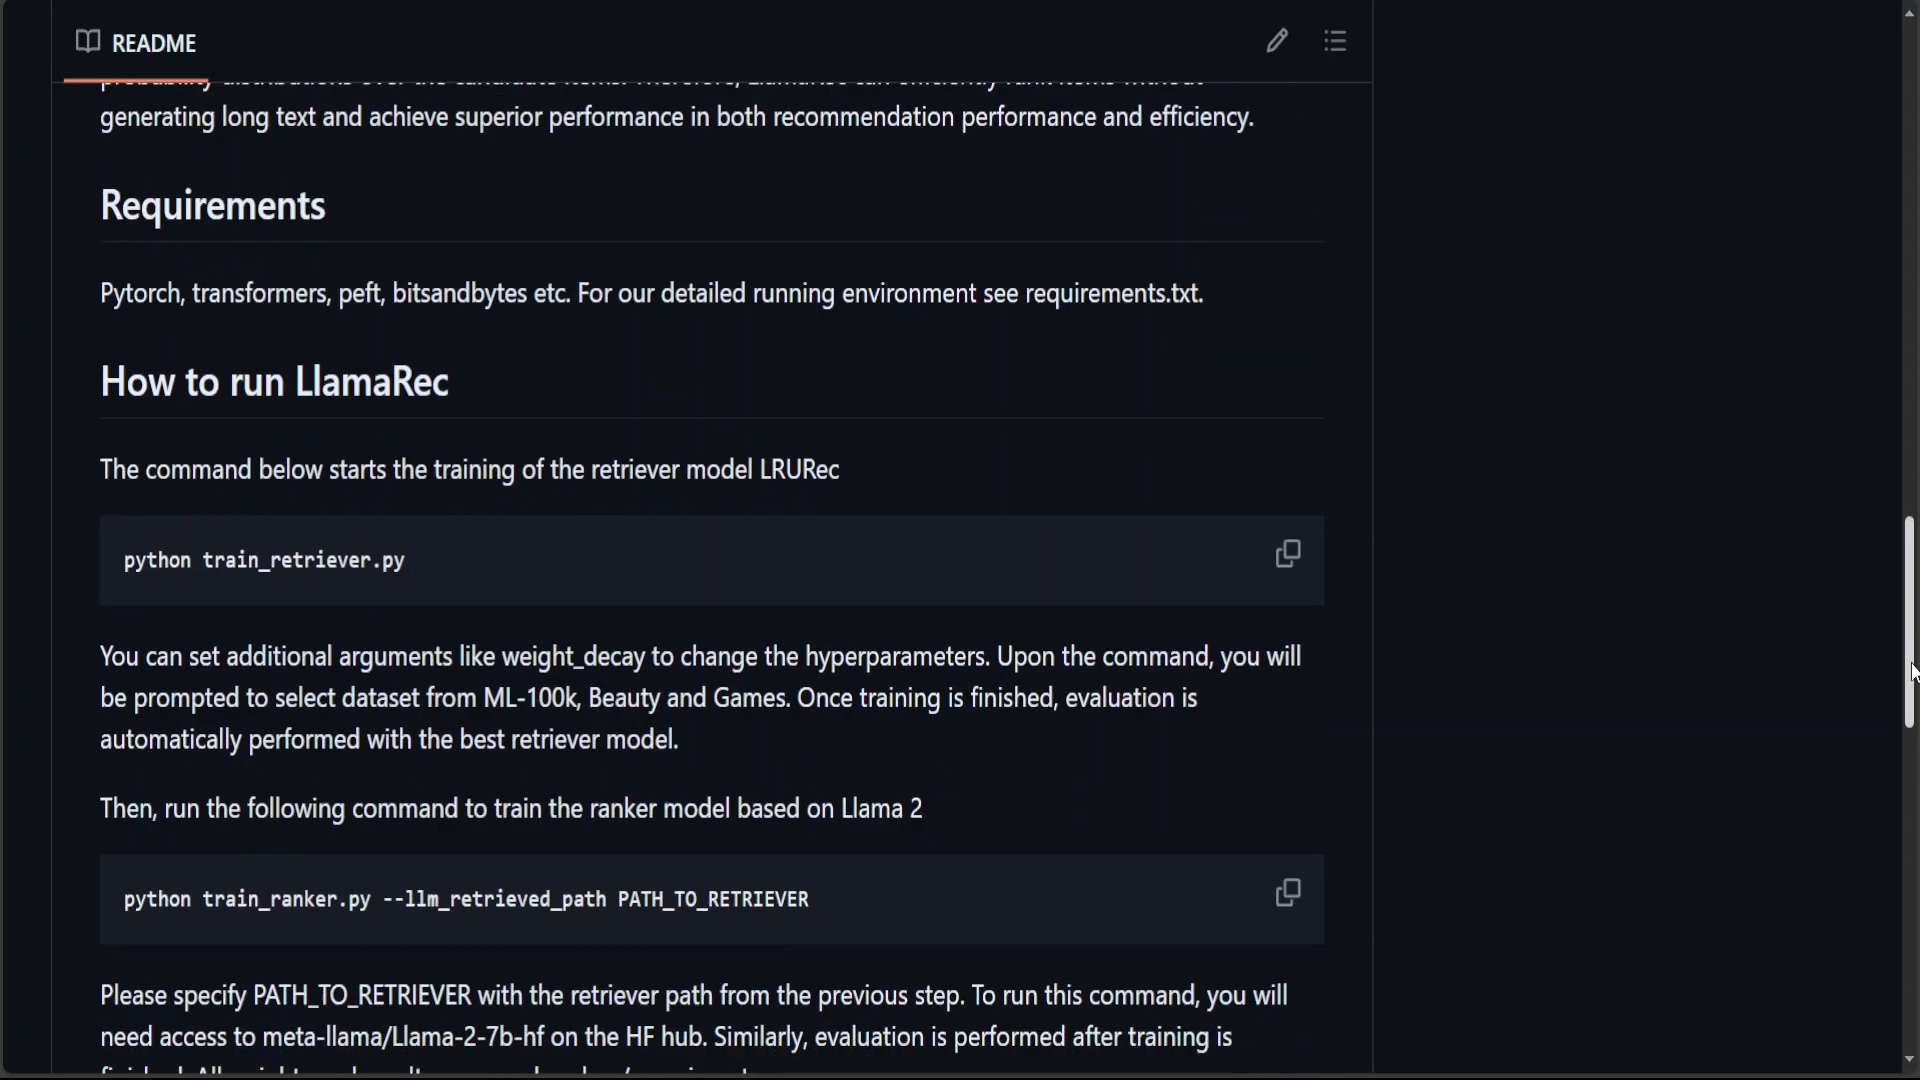 README
generating long text and achieve superior performance in both recommendation performance and efficiency.
Requirements
Pytorch, transformers, peft, bitsandbytes etc. For our detailed running environment see requirements.txt.
How to run LlamaRec
The command below starts the training of the retriever model LRURec
python train_retriever.py
You can set additional arguments like weight_decay to change the hyperparameters. Upon the command, you will
be prompted to select dataset from ML-100k, Beauty and Games. Once training is finished, evaluation is
automatically performed with the best retriever model.
Then, run the following command to train the ranker model based on Llama 2
python train_ranker.py --llm_retrieved_path PATH_TO_RETRIEVER
Please specify PATH_TO_RETRIEVER with the retriever path from the previous step. To run this command, you will
need access to meta-llama/Llama-2-7b-hf on the HF hub. Similarly, evaluation is performed after training is